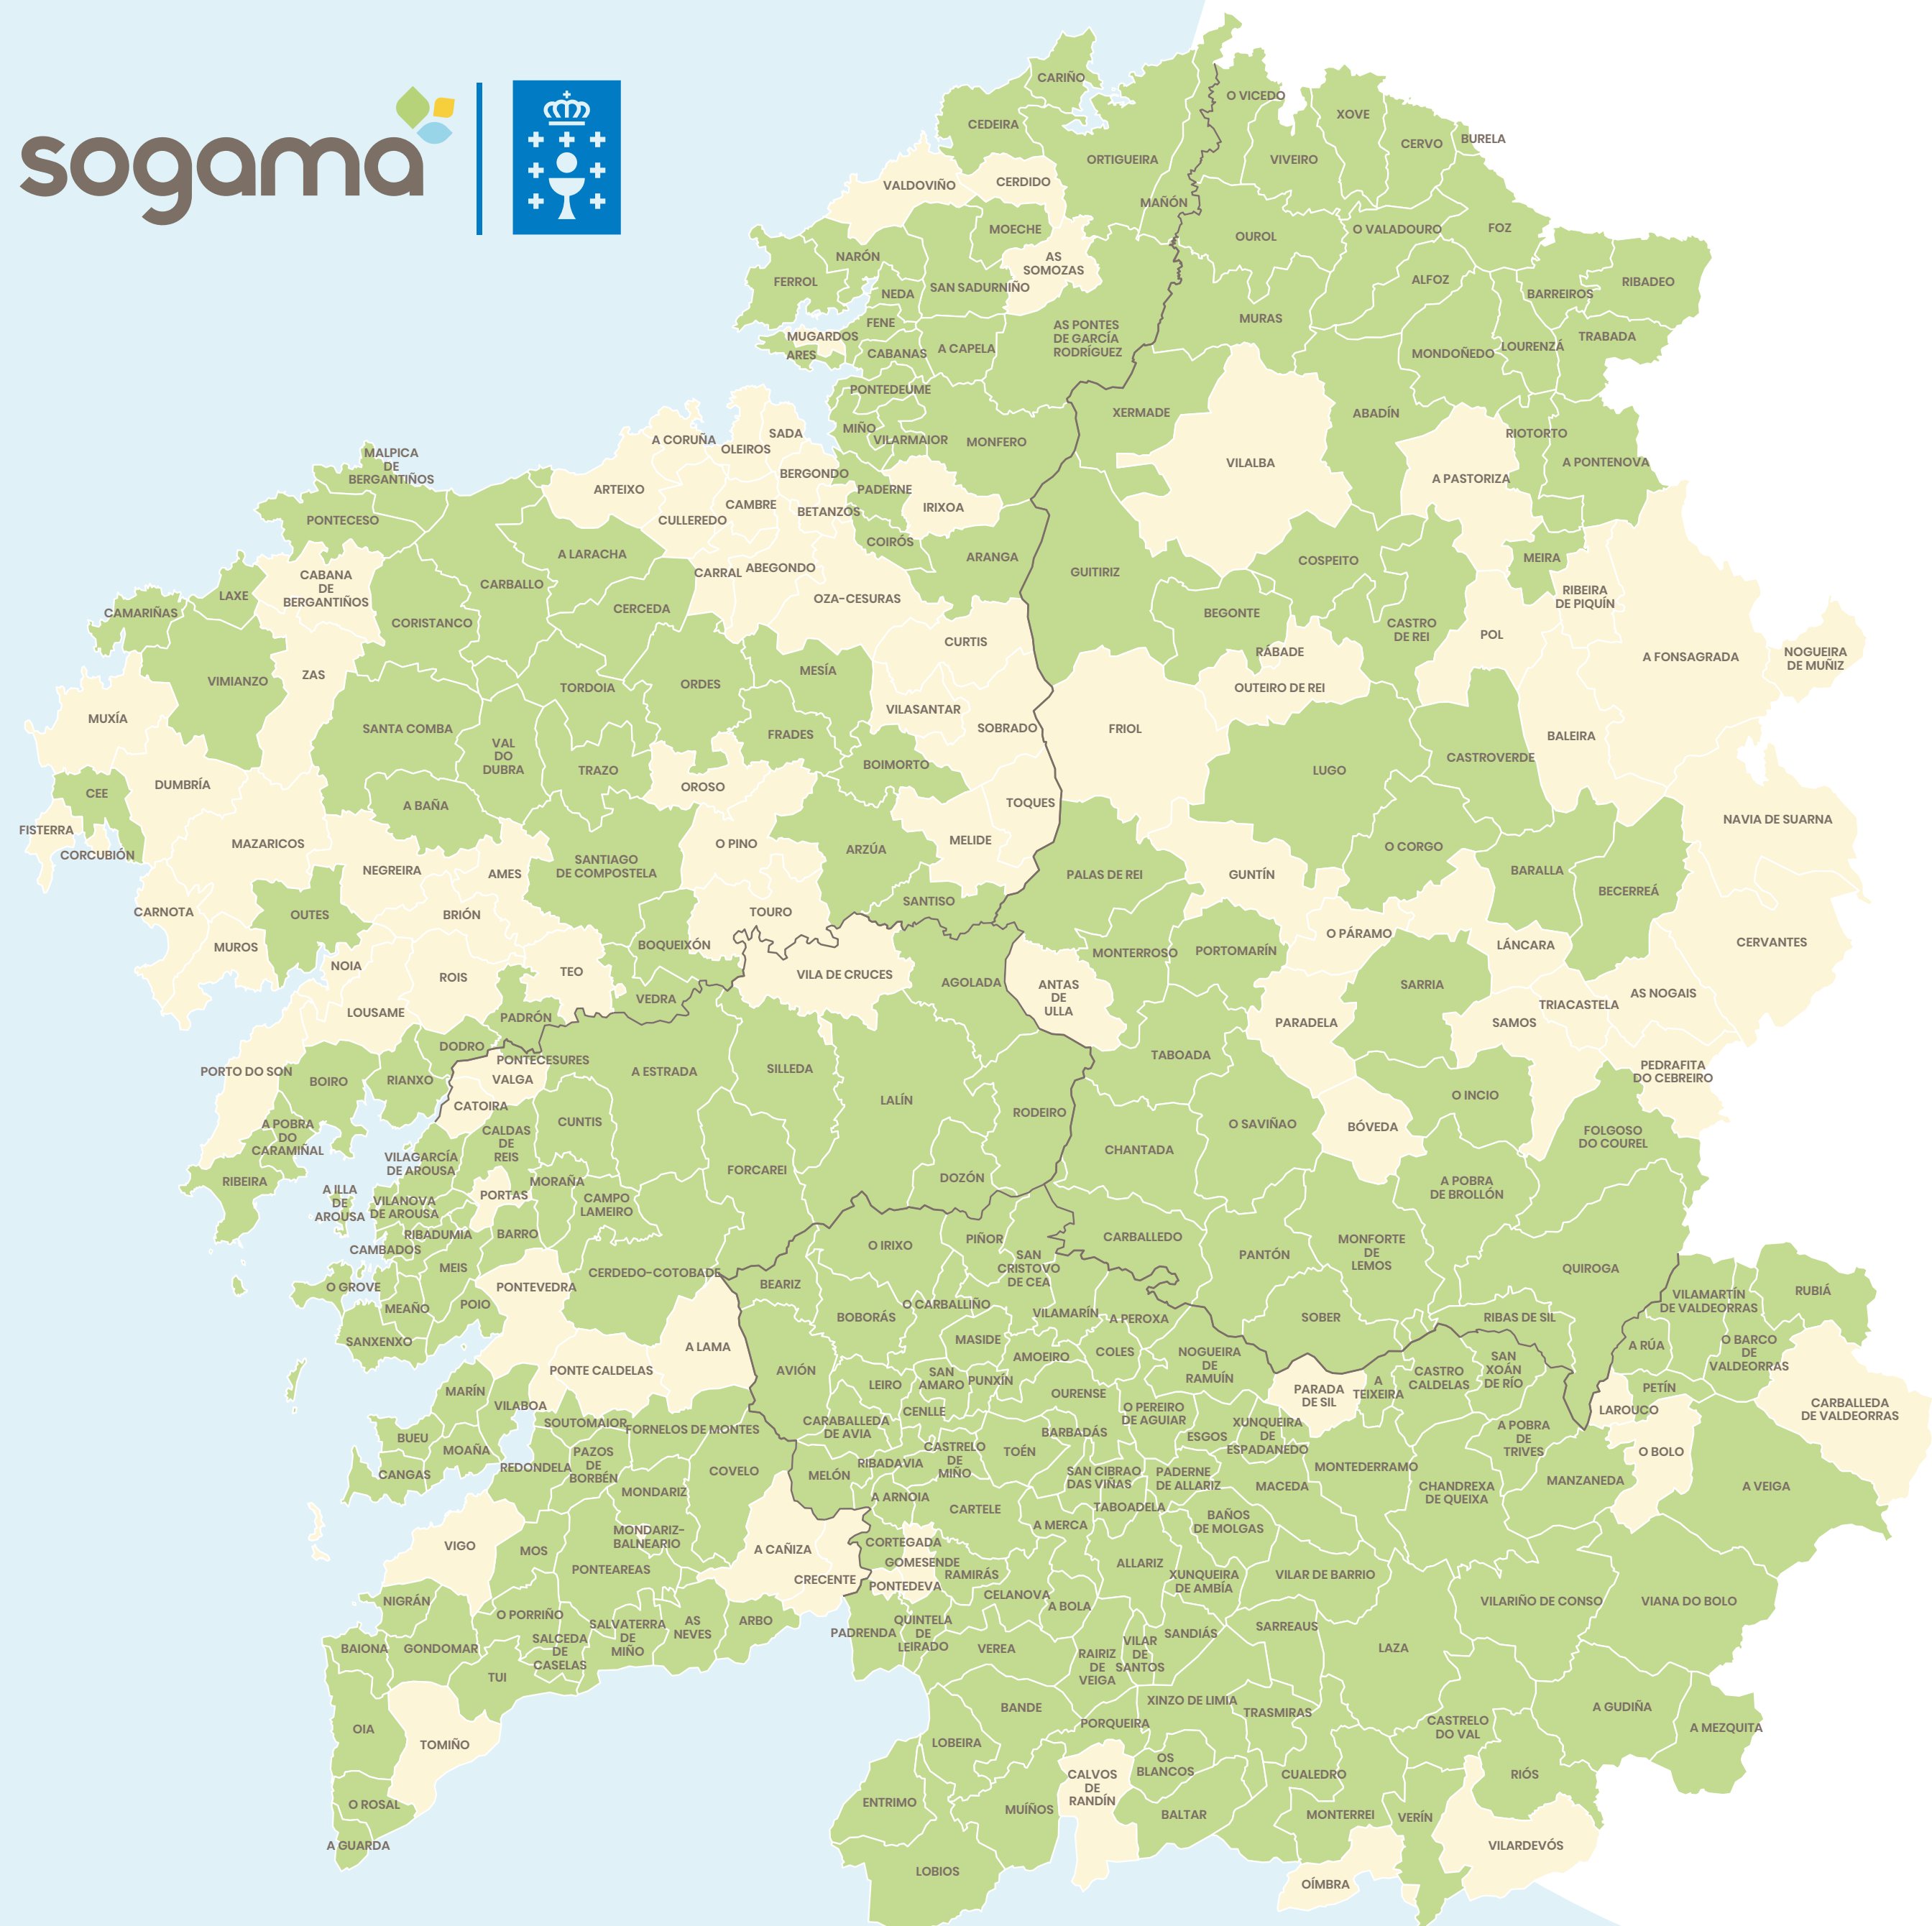 sogama
CARIÑO
O VICEDO
XOVE
CEDEIRA
CERVO
BURELA
ORTIGUEIRA
VIVEIRO
VALDOVIÑO
CERDIDO
MAÑÓN
MOECHE
OUROL
O VALADOURO
FOZ
NARÓN
AS
SOMOZAS
FERROL
NEDA
SAN SADURNIÑO
ALFOZ
BARREIROS
RIBADEO
FENE
MURAS
MUGARDOS
ARES
CABANAS
A CAPELA
AS PONTES
DE GARCÍA
RODRÍGUEZ
MONDOÑEDO
LOURENZÁ
TRABADA
PONTEDEUME
XERMADE
ABADÍN
MIÑO
VILARMAIOR
MONFERO
RIOTORTO
A CORUÑA
OLEIROS
SADA
MALPICA
DE
BERGANTIÑOS
BERGONDO
VILALBA
A PASTORIZA
A PONTENOVA
ARTEIXO
PADERNE
CAMBRE
BETANZOS
IRIXOA
PONTECESO
CULLEREDO
COIRÓS
A LARACHA
ARANGA
CARRAL
ABEGONDO
GUITIRIZ
COSPEITO
MEIRA
CABANA
DE
BERGANTIÑOS
CARBALLO
LAXE
CAMARIÑAS
CERCEDA
OZA-CESURAS
RIBEIRA
DE PIQUÍN
BEGONTE
CASTRO
DE REI
CORISTANCO
CURTIS
RÁBADE
POL
A FONSAGRADA
NOGUEIRA
DE MUÑIZ
VIMIANZO
ZAS
MESÍA
TORDOIA
ORDES
OUTEIRO DE REI
MUXÍA
VILASANTAR
SOBRADO
SANTA COMBA
VAL
DO
DUBRA
FRADES
FRIOL
BALEIRA
TRAZO
BOIMORTO
LUGO
CASTROVERDE
CEE
DUMBRÍA
OROSO
A BAÑA
TOQUES
NAVIA DE SUARNA
FISTERRA
CORCUBIÓN
MAZARICOS
O PINO
ARZÚA
MELIDE
O CORGO
NEGREIRA
AMES
SANTIAGO
DE COMPOSTELA
PALAS DE REI
GUNTÍN
BARALLA
BECERREÁ
CARNOTA
OUTES
BRIÓN
TOURO
SANTISO
MUROS
BOQUEIXÓN
MONTERROSO
PORTOMARÍN
O PÁRAMO
LÁNCARA
CERVANTES
NOIA
ROIS
TEO
VILA DE CRUCES
AGOLADA
ANTAS
DE
ULLA
SARRIA
AS NOGAIS
TRIACASTELA
VEDRA
LOUSAME
PADRÓN
PARADELA
SAMOS
DODRO
PONTECESURES
TABOADA
PORTO DO SON
BOIRO
RIANXO
VALGA
A ESTRADA
SILLEDA
PEDRAFITA
DO CEBREIRO
CATOIRA
LALÍN
RODEIRO
O INCIO
A POBRA
DO
CARAMIÑAL
CUNTIS
CALDAS
DE
REIS
O SAVIÑAO
BÓVEDA
FOLGOSO
DO COUREL
VILAGARCÍA
DE AROUSA
CHANTADA
FORCAREI
DOZÓN
RIBEIRA
A ILLA
DE
AROUSA
MORAÑA
PORTAS
CAMPO
LAMEIRO
A POBRA
DE BROLLÓN
VILANOVA
DE AROUSA
RIBADUMIA
BARRO
CAMBADOS
O IRIXO
PIÑOR
CARBALLEDO
PANTÓN
MONFORTE
DE
LEMOS
SAN
CRISTOVO
DE CEA
MEIS
CERDEDO-COTOBADE
QUIROGA
O GROVE
PONTEVEDRA
BEARIZ
RUBIÁ
MEAÑO
POIO
BOBORÁS
O CARBALLIÑO
VILAMARÍN
A PEROXA
SOBER
RIBAS DE SIL
VILAMARTÍN
DE VALDEORRAS
SANXENXO
A LAMA
MASIDE
A RÚA
O BARCO
DE
VALDEORRAS
AMOEIRO
COLES
NOGUEIRA
DE
RAMUÍN
PONTE CALDELAS
AVIÓN
SAN
AMARO
PUNXÍN
CASTRO
CALDELAS
SAN
XOÁN
DE RÍO
MARÍN
LEIRO
OURENSE
PARADA
DE SIL
A
TEIXEIRA
PETÍN
VILABOA
CENLLE
O PEREIRO
DE AGUIAR
LAROUCO
CARBALLEDA
DE VALDEORRAS
SOUTOMAIOR
FORNELOS DE MONTES
CARABALLEDA
DE AVIA
BARBADÁS
ESGOS
XUNQUEIRA
DE
ESPADANEDO
A POBRA
DE
TRIVES
BUEU
MOAÑA
PAZOS
DE
BORBÉN
CASTRELO
DE
MIÑO
TOÉN
O BOLO
CANGAS
REDONDELA
COVELO
MELÓN
RIBADAVIA
SAN CIBRAO
DAS VIÑAS
PADERNE
DE ALLARIZ
MACEDA
MONTEDERRAMO
CHANDREXA
DE QUEIXA
MANZANEDA
A VEIGA
MONDARIZ
A ARNOIA
CARTELE
TABOADELA
A MERCA
BAÑOS
DE MOLGAS
VIGO
MOS
MONDARIZ-
BALNEARIO
A CAÑIZA
CORTEGADA
GOMESENDE
RAMIRÁS
ALLARIZ
PONTEAREAS
CRECENTE
PONTEDEVA
XUNQUEIRA
DE AMBÍA
VILAR DE BARRIO
NIGRÁN
CELANOVA
A BOLA
VILARIÑO DE CONSO
VIANA DO BOLO
O PORRIÑO
SALVATERRA
DE
MIÑO
AS
NEVES
ARBO
PADRENDA
QUINTELA
DE
LEIRADO
SARREAUS
BAIONA
GONDOMAR
SALCEDA
DE
CASELAS
VEREA
RAIRIZ
DE
VEIGA
VILAR
DE
SANTOS
SANDIÁS
LAZA
TUI
BANDE
XINZO DE LIMIA
TRASMIRAS
A GUDIÑA
OIA
TOMIÑO
LOBEIRA
PORQUEIRA
CASTRELO
DO VAL
A MEZQUITA
OS
BLANCOS
CALVOS
DE
RANDÍN
CUALEDRO
RIÓS
O ROSAL
ENTRIMO
MUÍÑOS
BALTAR
MONTERREI
VERÍN
A GUARDA
VILARDEVÓS
LOBIOS
OÍMBRA